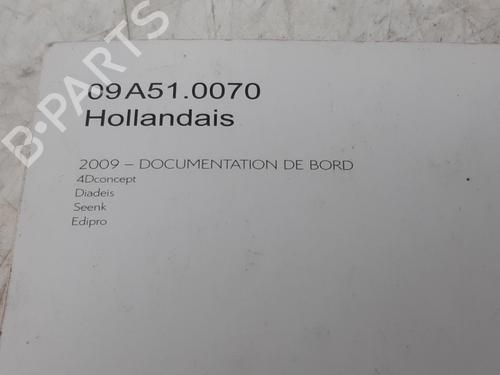 B-PARTS
09A51.0070
Hollandais
2009 – DOCUMENTATION DE BORD
4Dconcept
Diadeis
Seenk
Edipro